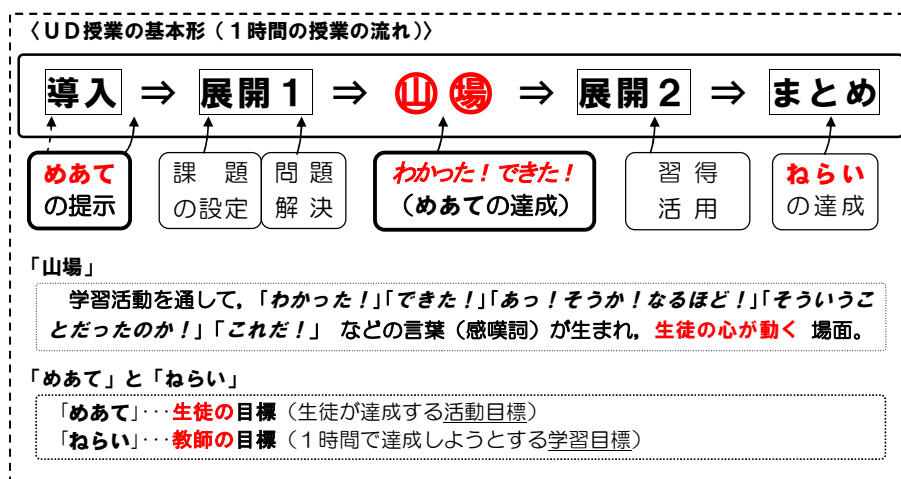 〈ＵＤ授業の基本形（１時間の授業の流れ）〉
導入 ⇒ 展開１ ⇒ 山場 ⇒ 展開２ ⇒ まとめ
めあて
の提示
課題
の設定
問題
解決
わかった！できた！
（めあての達成）
習得
活用
ねらい
の達成
「山場」
学習活動を通して，「わかった！」「できた！」「あっ！そうか！なるほど！」「そういうこ
とだったのか！」「これだ！」 などの言葉（感嘆詞）が生まれ，生徒の心が動く 場面。
「めあて」と「ねらい」
「めあて」･･･生徒の目標（生徒が達成する活動目標）
「ねらい」･･･教師の目標（１時間で達成しようとする学習目標）